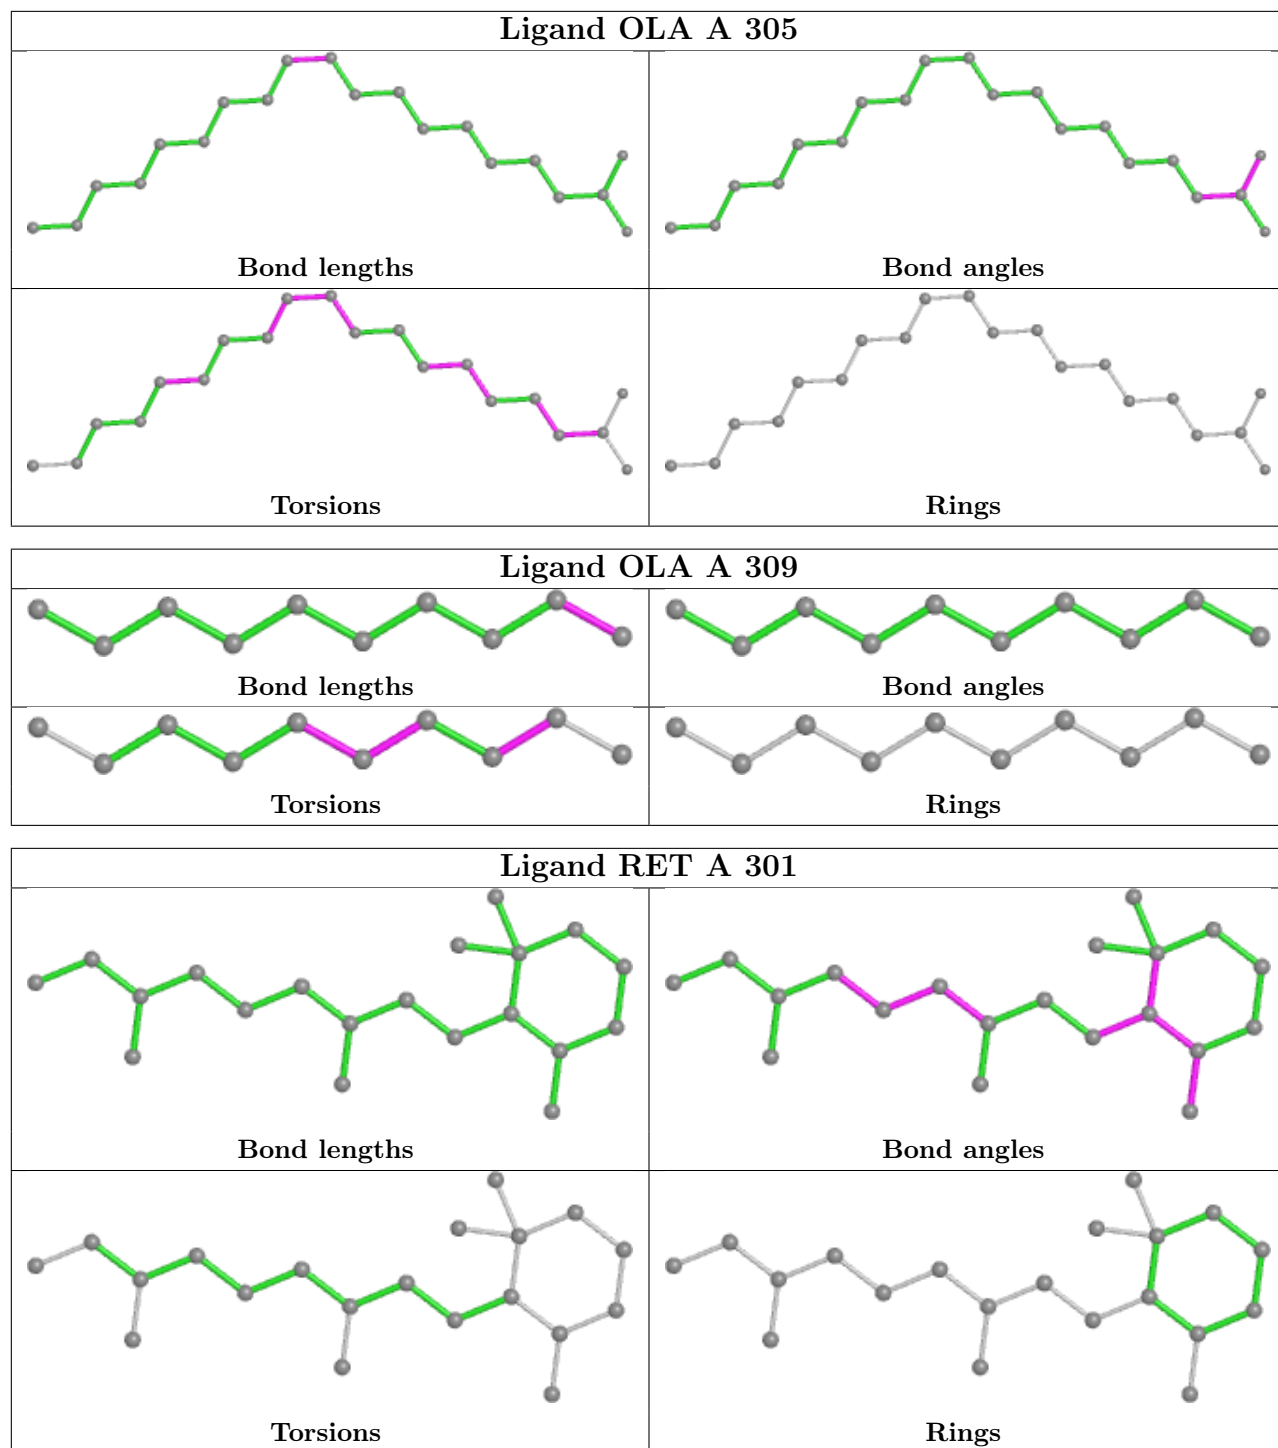 Ligand OLA A 305
Bond lengths
Bond angles
Torsions
Rings
Ligand OLA A 309
Bond lengths
Bond angles
Torsions
Rings
Ligand RET A 301
Bond lengths
Bond angles
Torsions
Rings